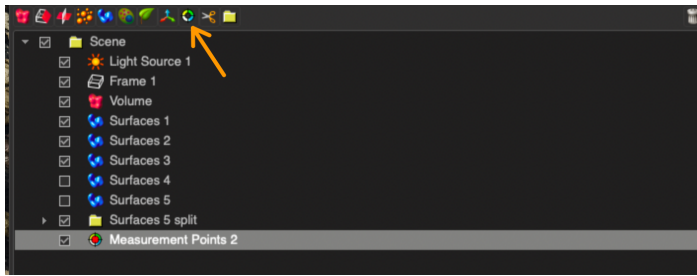 Scene
Light Source 1
Frame 1
Volume
Surfaces 1
Surfaces 2
Surfaces 3
Surfaces 4
Surfaces 5
Surfaces 5 split
Measurement Points 2